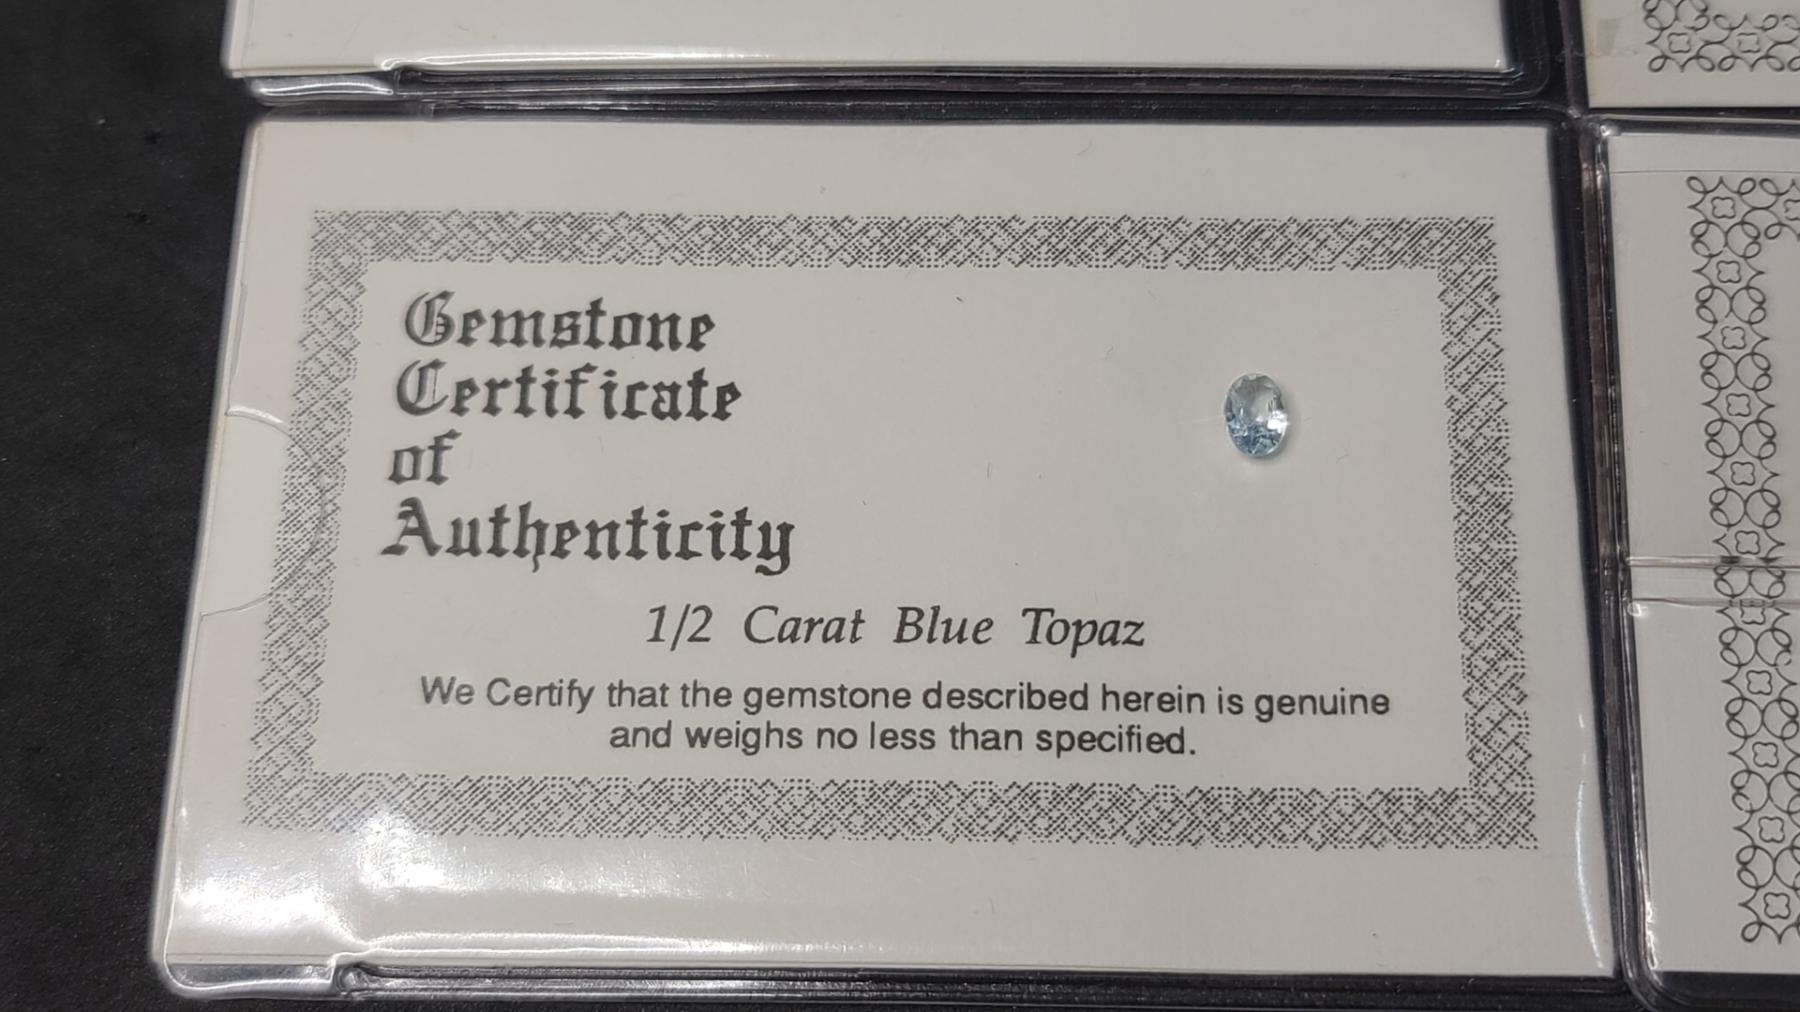 Gemstone
Certificate
of
Authenticity
1/2 Carat Blue Topaz
We Certify that the gemstone described herein is genuine
and weighs no less than specified.